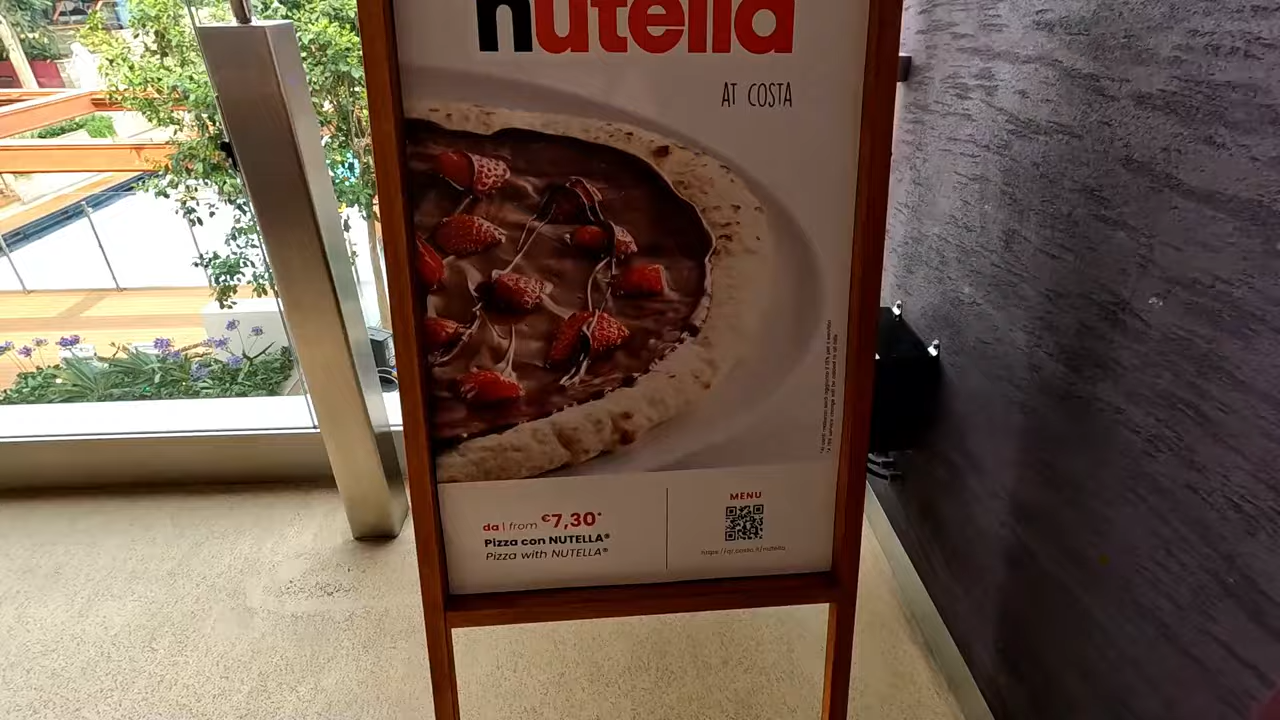 nutella
AT COSTA
da | from €7,30*
Pizza con NUTELLA®
Pizza with NUTELLA®
MENU